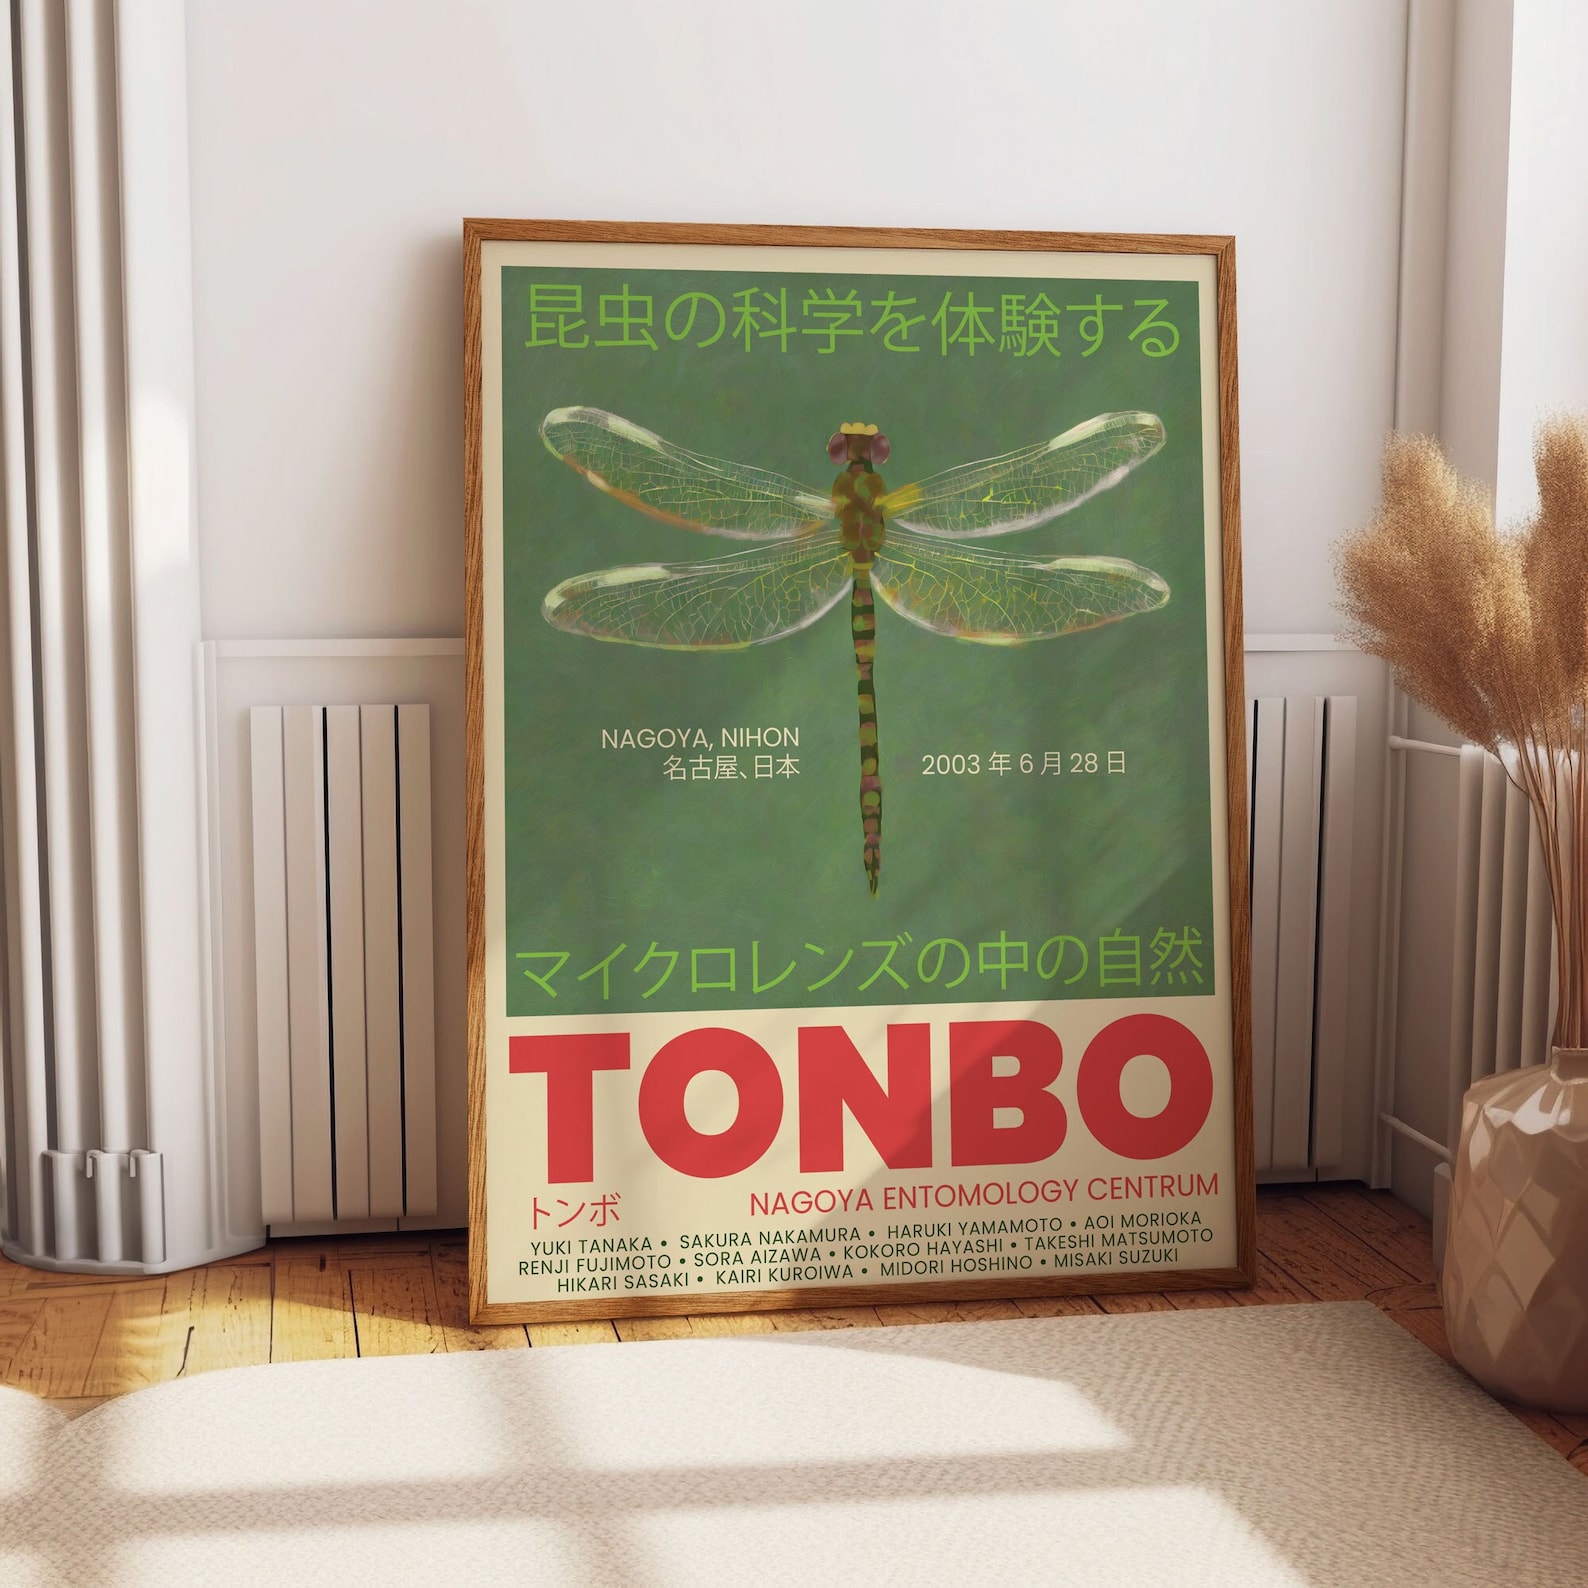 昆虫の科学を体験する
NAGOYA, NIHON
名古屋、日本
2003 年 6 月 28 日
マイクロレンズの中の自然
TONBO
トンボ
NAGOYA ENTOMOLOGY CENTRUM
YUKI TANAKA • SAKURA NAKAMURA • HARUKI YAMAMOTO • AOI MORIOKA
RENJI FUJIMOTO • SORA AIZAWA • KOKORO HAYASHI • TAKESHI MATSUMOTO
HIKARI SASAKI • KAIRI KUROIWA • MIDORI HOSHINO • MISAKI SUZUKI